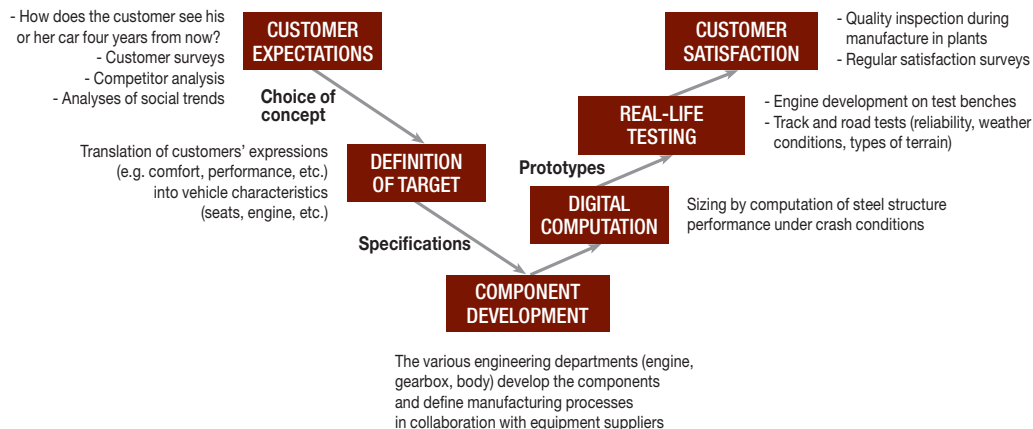 - How does the customer see his
or her car four years from now?
- Customer surveys
- Competitor analysis
- Analyses of social trends
CUSTOMER
EXPECTATIONS
Choice of
concept
Translation of customers’ expressions
(e.g. comfort, performance, etc.)
into vehicle characteristics
(seats, engine, etc.)
DEFINITION
OF TARGET
Specifications
COMPONENT
DEVELOPMENT
The various engineering departments (engine,
gearbox, body) develop the components
and define manufacturing processes
in collaboration with equipment suppliers
DIGITAL
COMPUTATION
Sizing by computation of steel structure
performance under crash conditions
Prototypes
REAL-LIFE
TESTING
- Engine development on test benches
- Track and road tests (reliability, weather
conditions, types of terrain)
CUSTOMER
SATISFACTION
- Quality inspection during
manufacture in plants
- Regular satisfaction surveys